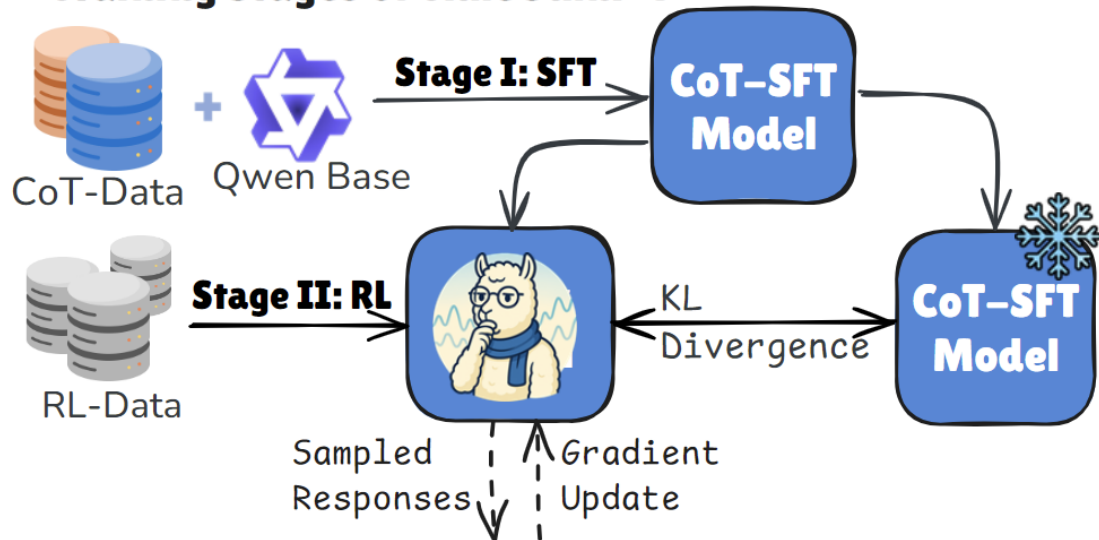 Stage I: SFT
CoT-SFT
Model
CoT-Data
Qwen Base
Stage II: RL
KL
Divergence
CoT-SFT
Model
RL-Data
Sampled
Responses
Gradient
Update